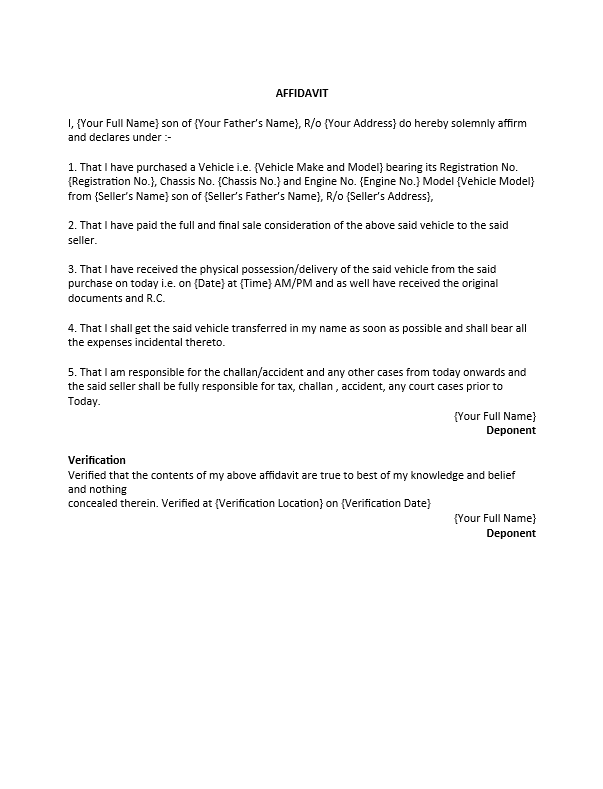 AFFIDAVIT
I, {Your Full Name} son of {Your Father’s Name}, R/o {Your Address} do hereby solemnly affirm
and declares under :-
1. That I have purchased a Vehicle i.e. {Vehicle Make and Model} bearing its Registration No.
{Registration No.}, Chassis No. {Chassis No.} and Engine No. {Engine No.} Model {Vehicle Model}
from {Seller’s Name} son of {Seller’s Father’s Name}, R/o {Seller’s Address},
2. That I have paid the full and final sale consideration of the above said vehicle to the said
seller.
3. That I have received the physical possession/delivery of the said vehicle from the said
purchase on today i.e. on {Date} at {Time} AM/PM and as well have received the original
documents and R.C.
4. That I shall get the said vehicle transferred in my name as soon as possible and shall bear all
the expenses incidental thereto.
5. That I am responsible for the challan/accident and any other cases from today onwards and
the said seller shall be fully responsible for tax, challan , accident, any court cases prior to
Today.
{Your Full Name}
Deponent
Verification
Verified that the contents of my above affidavit are true to best of my knowledge and belief
and nothing
concealed therein. Verified at {Verification Location} on {Verification Date}
{Your Full Name}
Deponent